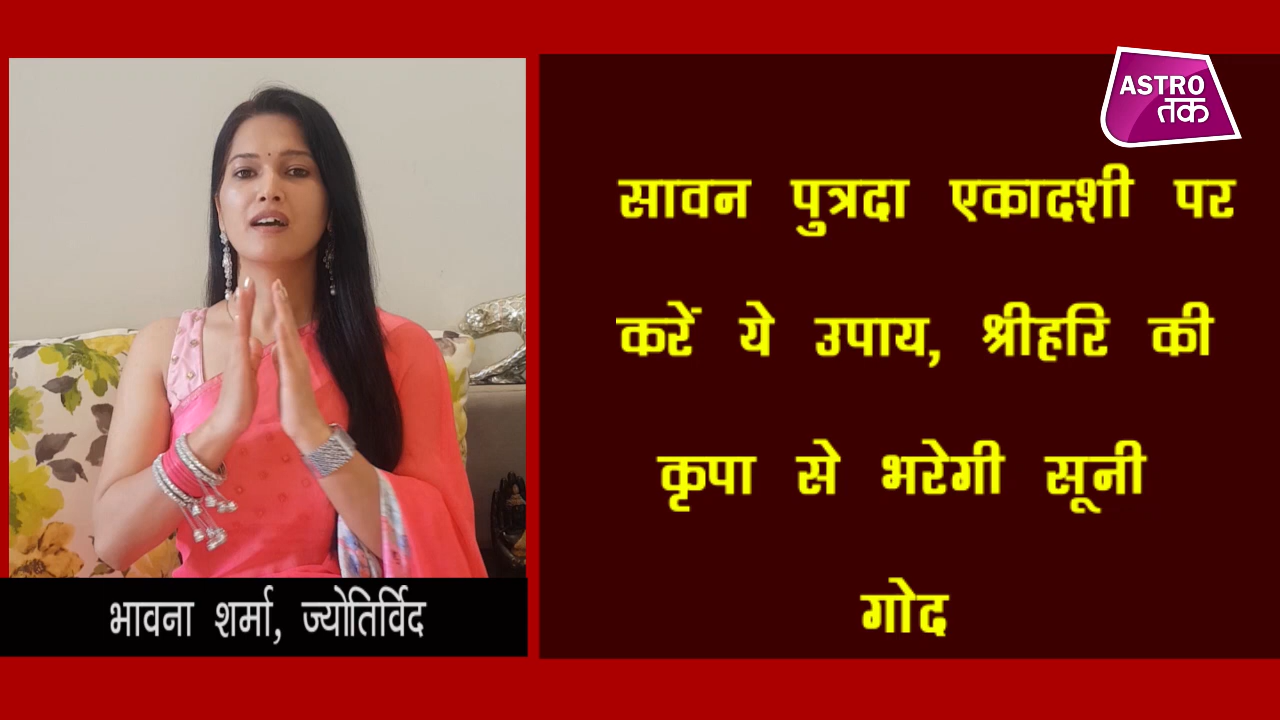 ASTRO
तक
सावन पुत्रदा एकादशी पर
करें ये उपाय, श्रीहरि की
कृपा से भरेगी सूनी
गोद
भावना शर्मा, ज्योतिर्विद